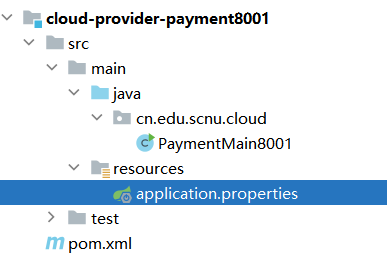 cloud-provider-payment8001
src
main
java
cn.edu.scnu.cloud
PaymentMain8001
resources
application.properties
test
pom.xml